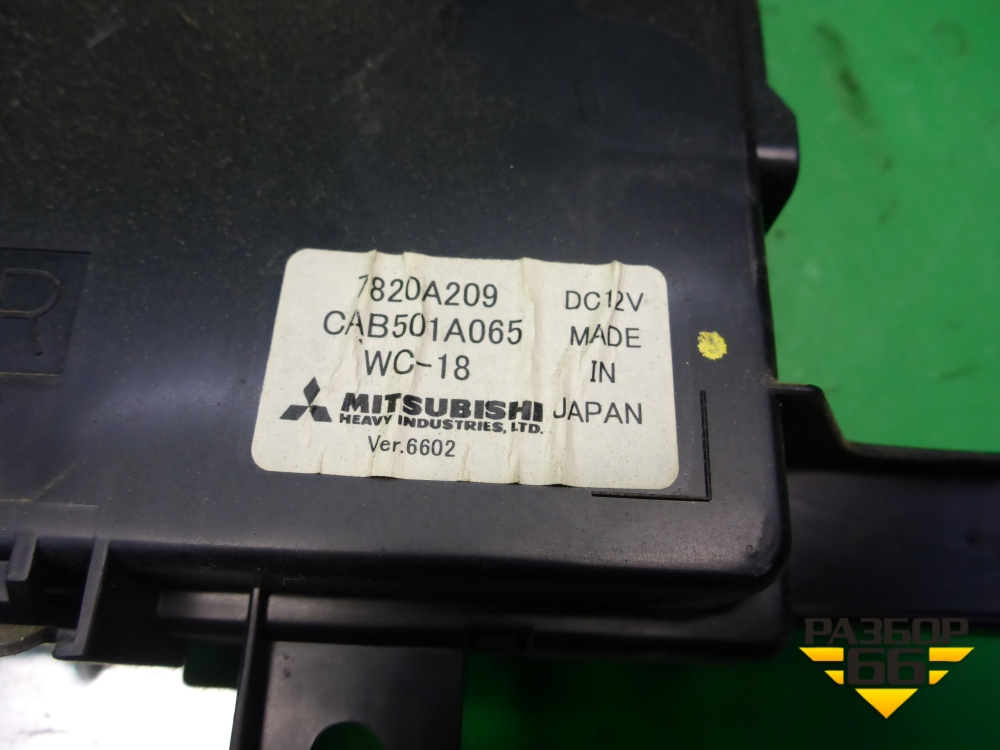 R
7820A209
CAB501A065
WC-18
DC12V
MADE
IN
JAPAN
MITSUBISHI
HEAVY INDUSTRIES, LTD.
Ver.6602
РАЗБОР
66